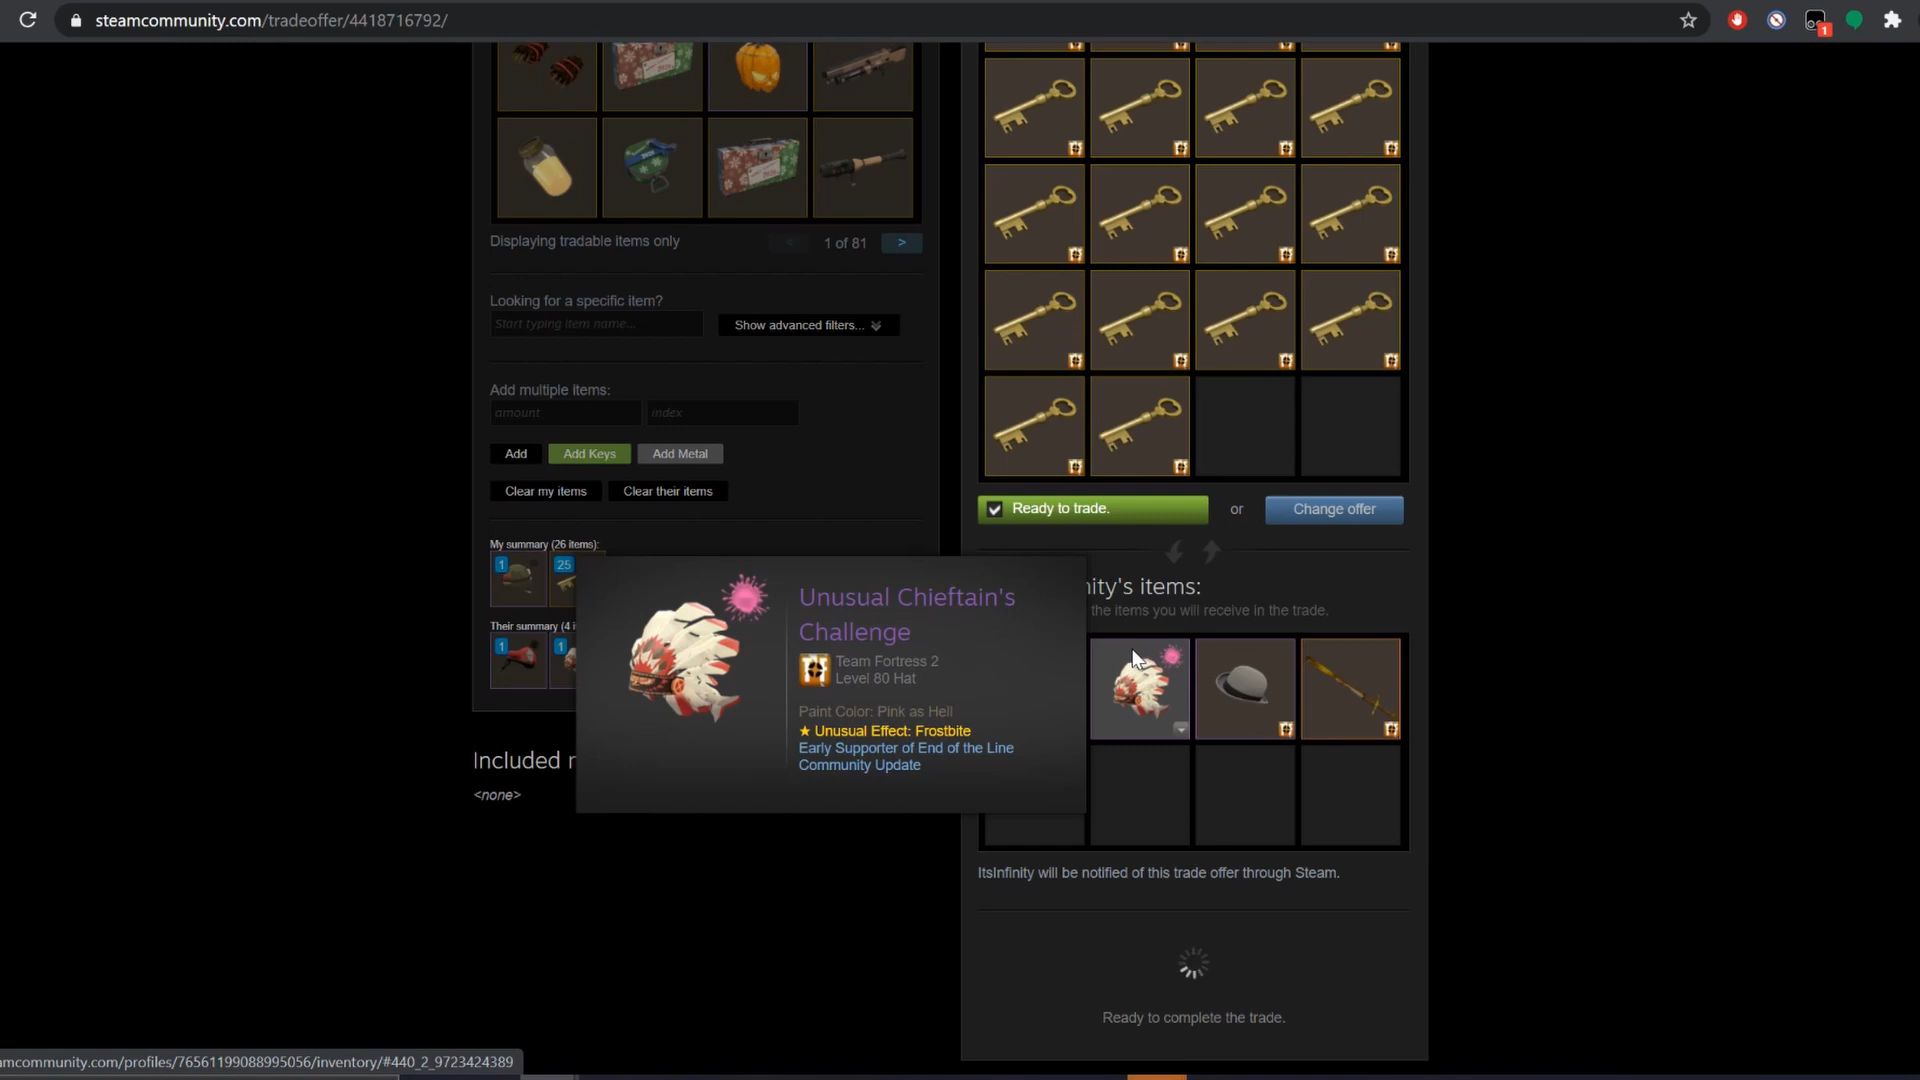 steamcommunity.com/tradeoffer/4418716792/
1
Displaying tradable items only
<
1 of 81
>
Looking for a specific item?
Start typing item name...
Show advanced filters...
Add multiple items:
amount
index
Add
Add Keys
Add Metal
Clear my items
Clear their items
My summary (26 items):
1
25
Their summary (4 i
1
1
Included r
<none>
Ready to trade.
or
Change offer
nity's items:
the items you will receive in the trade.
Unusual Chieftain's
Challenge
Team Fortress 2
Level 80 Hat
Paint Color: Pink as Hell
★ Unusual Effect: Frostbite
Early Supporter of End of the Line
Community Update
ItsInfinity will be notified of this trade offer through Steam.
Ready to complete the trade.
amcommunity.com/profiles/76561199088995056/inventory/#440_2_9723424389